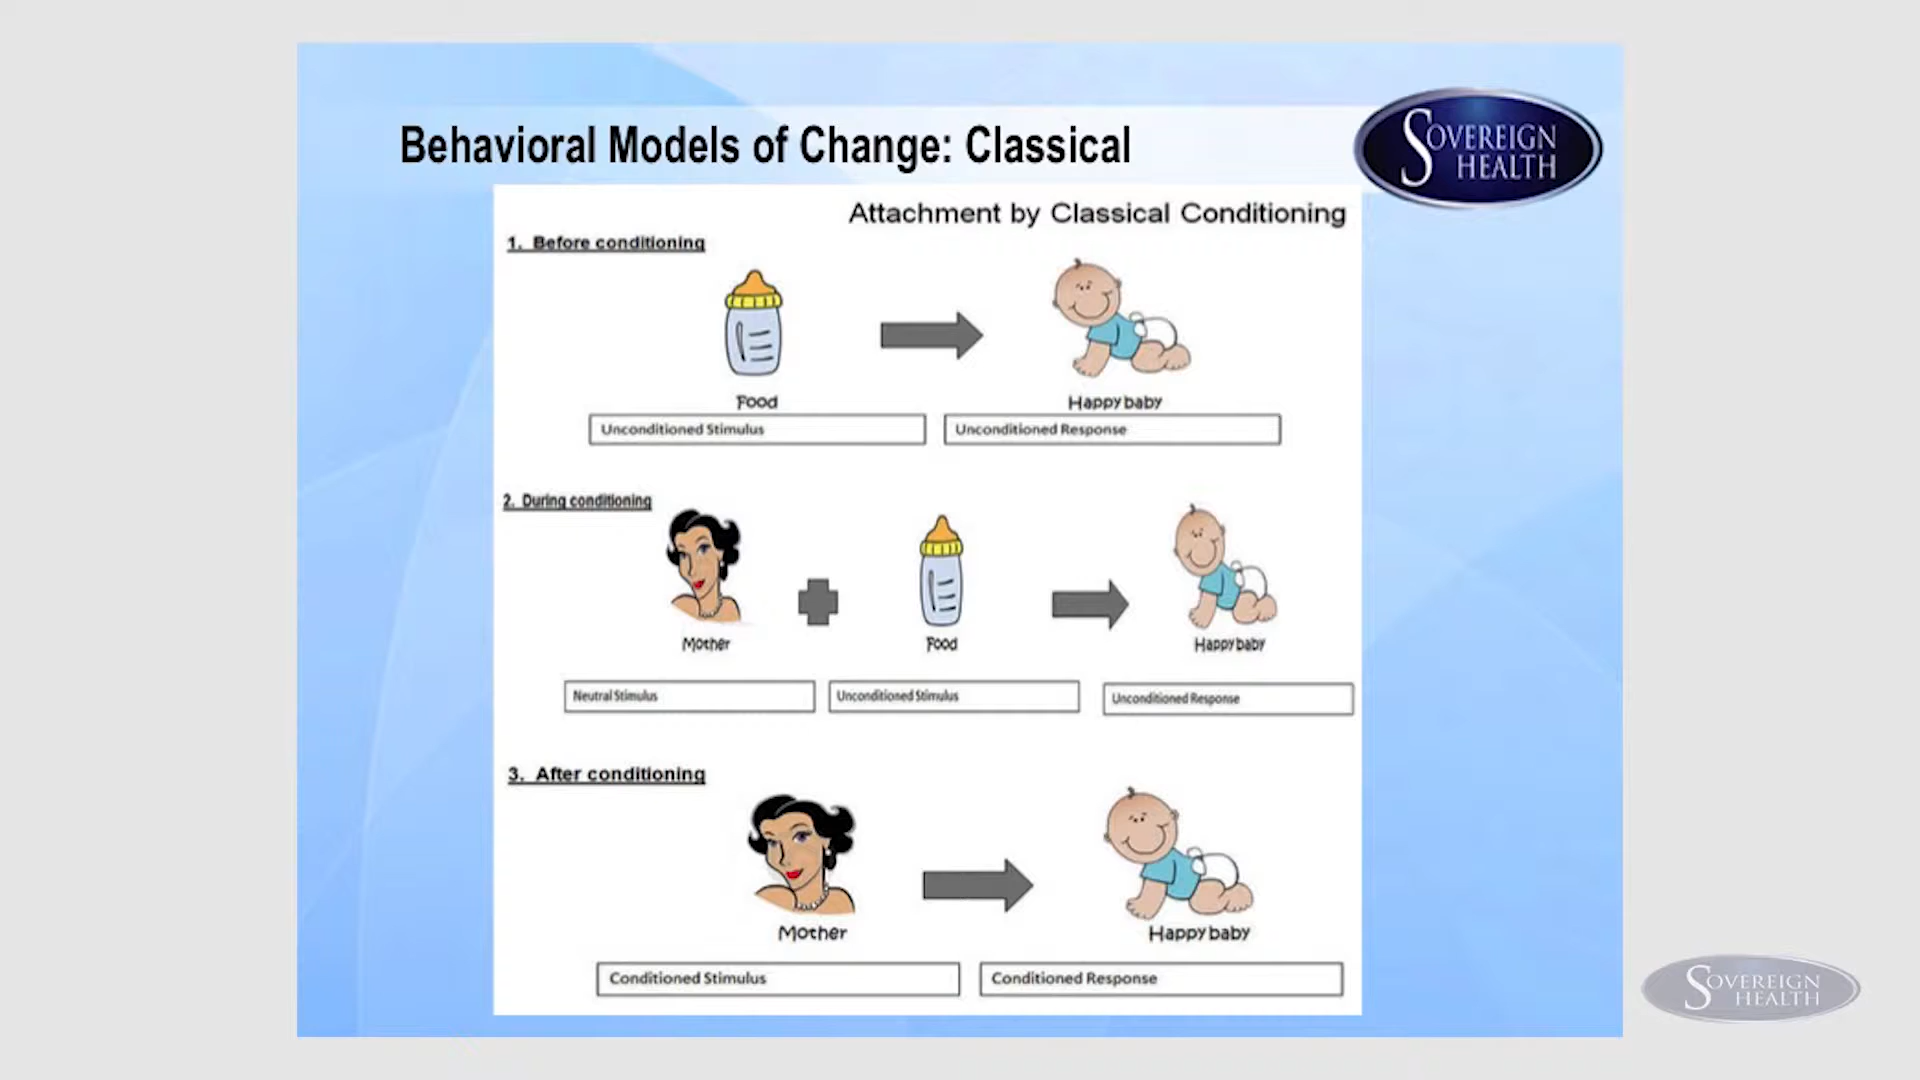 Behavioral Models of Change: Classical
SOVEREIGN
HEALTH
Attachment by Classical Conditioning
1. Before conditioning
Food
Happy baby
Unconditioned Stimulus
Unconditioned Response
2. During conditioning
Mother
Food
Happy baby
Neutral Stimulus
Unconditioned Stimulus
Unconditioned Response
3. After conditioning
Mother
Happy baby
Conditioned Stimulus
Conditioned Response
SOVEREIGN
HEALTH